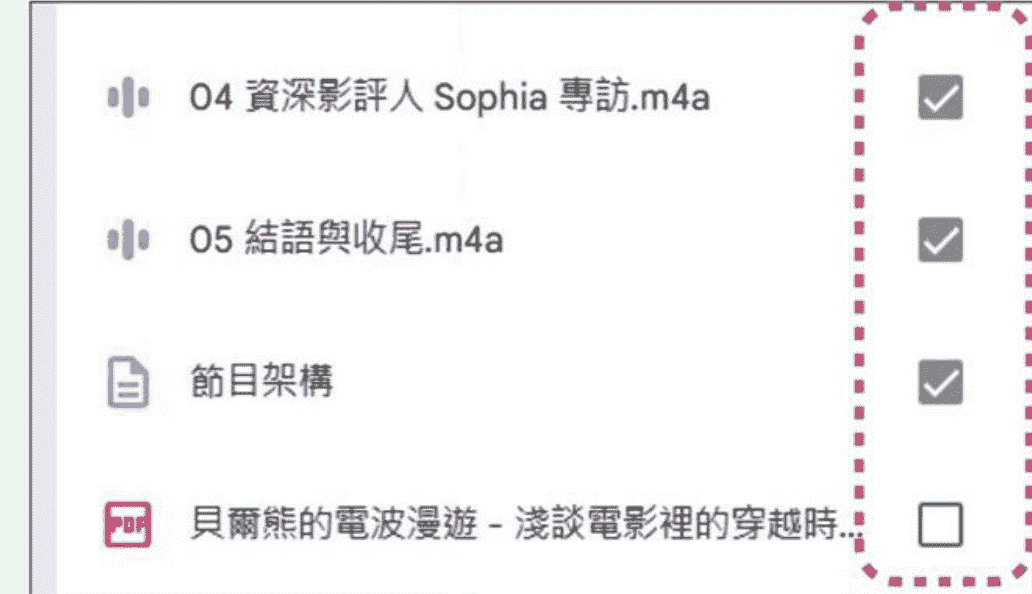 04 資深影評人 Sophia 專訪.m4a
05 結語與收尾.m4a
節目架構
PDF
貝爾熊的電波漫遊 - 淺談電影裡的穿越時...